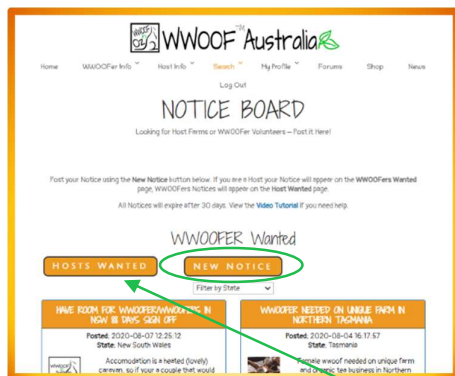 WWOOF™Australia
Home WWOOFer Info Host Info Search My Profile Forums Shop News
Log Out
NOTICE BOARD
Looking for Host Farms or WWOOFer Volunteers – Post it Here!
Post your Notice using the New Notice button below. If you are a Host your Notice will appear on the WWOOFers Wanted
page, WWOOFers Notices will appear on the Host Wanted page.
All Notices will expire after 30 days. View the Video Tutorial if you need help.
WWOOFER Wanted
HOSTS WANTED NEW NOTICE
Filter by State
HAVE ROOM FOR WWOOFER/WWOOFERS IN
NSW 18 DAYS SIGN OFF
Posted: 2020-08-07 12:25:12
State: New South Wales
Accomodation is a heated (lovely)
caravan, so if your a couple that would
WWOOFER NEEDED ON UNIQUE FARM IN
NORTHERN TASMANIA
Posted: 2020-08-04 16:17:57
State: Tasmania
Female wwoof needed on unique farm
and organic tea business in Northern